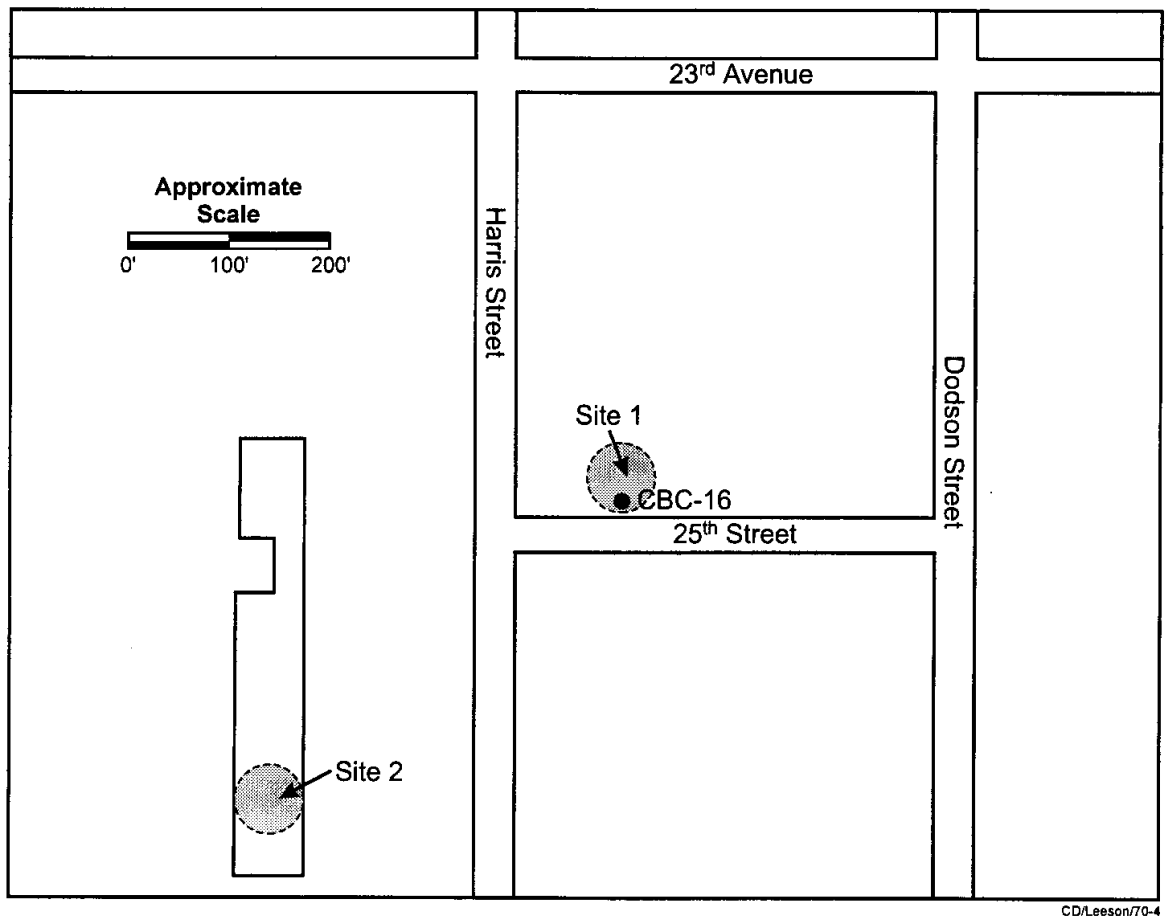 23rd Avenue
Approximate
Scale
0' 100' 200'
Harris Street
Dodson Street
Site 1
CBC-16
25th Street
Site 2
CD/Leeson/70-4